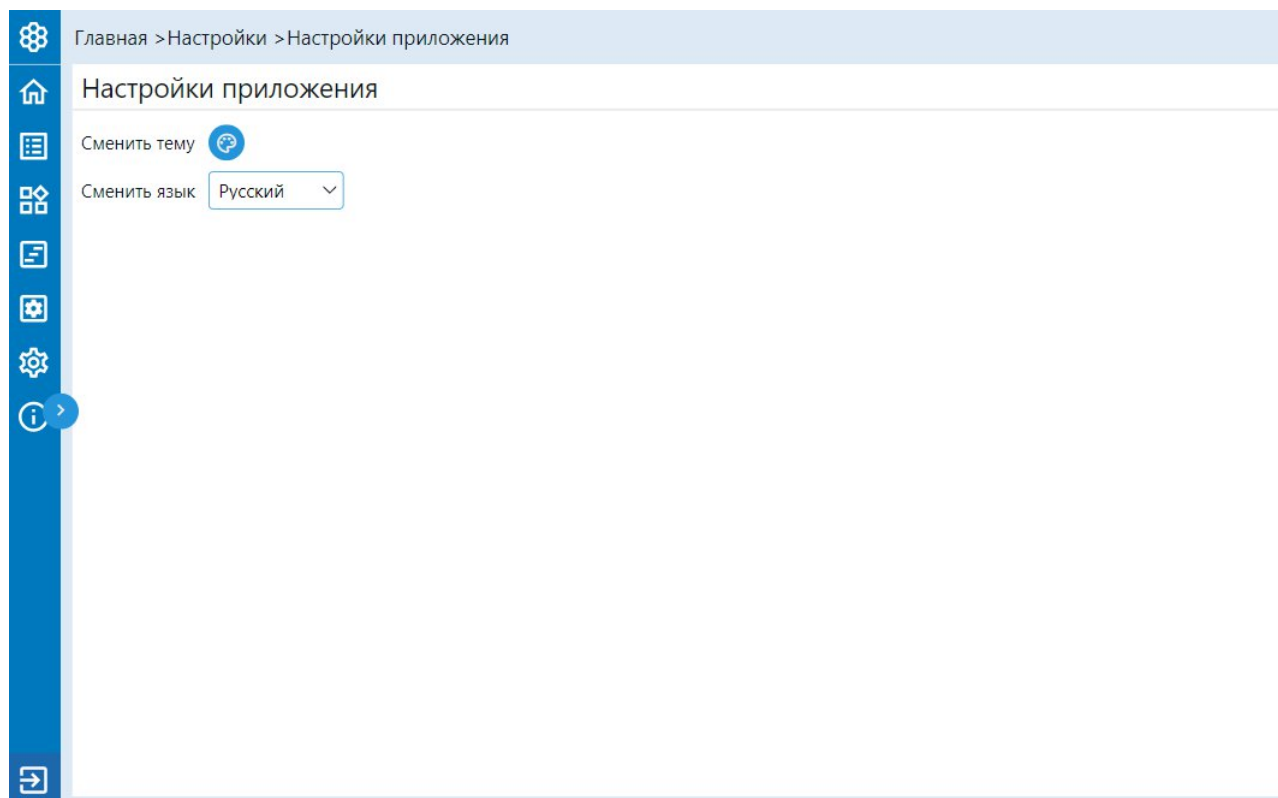 Главная >Настройки >Настройки приложения
Настройки приложения
Сменить тему
Сменить язык Русский